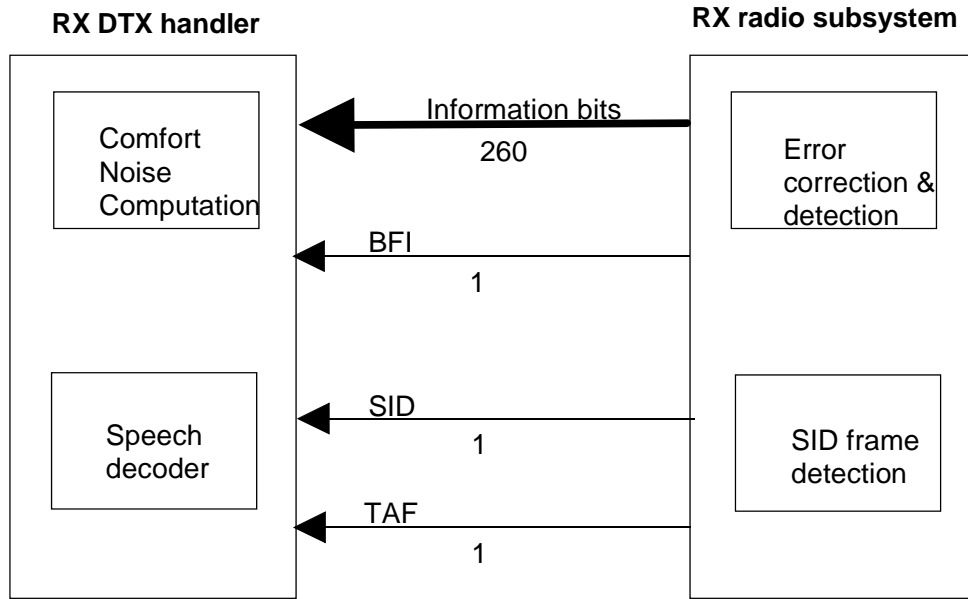 RX DTX handler
RX radio subsystem
Comfort
Noise
Computation
Information bits
260
Error
correction &
detection
BFI
1
Speech
decoder
SID
1
SID frame
detection
TAF
1